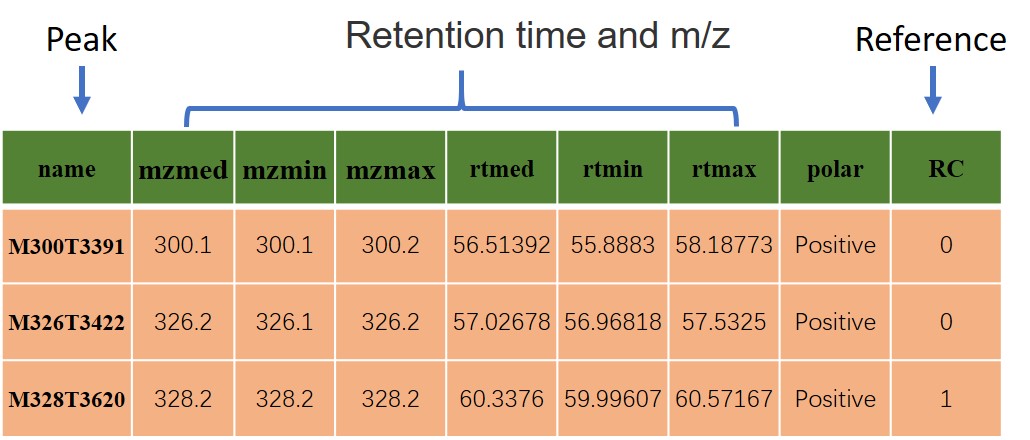 Peak Retention time and m/z Reference
name mzmed mzmin mzmax rtmed rtmin rtmax polar RC
M300T3391 300.1 300.1 300.2 56.51392 55.8883 58.18773 Positive 0
M326T3422 326.2 326.1 326.2 57.02678 56.96818 57.5325 Positive 0
M328T3620 328.2 328.2 328.2 60.3376 59.99607 60.57167 Positive 1